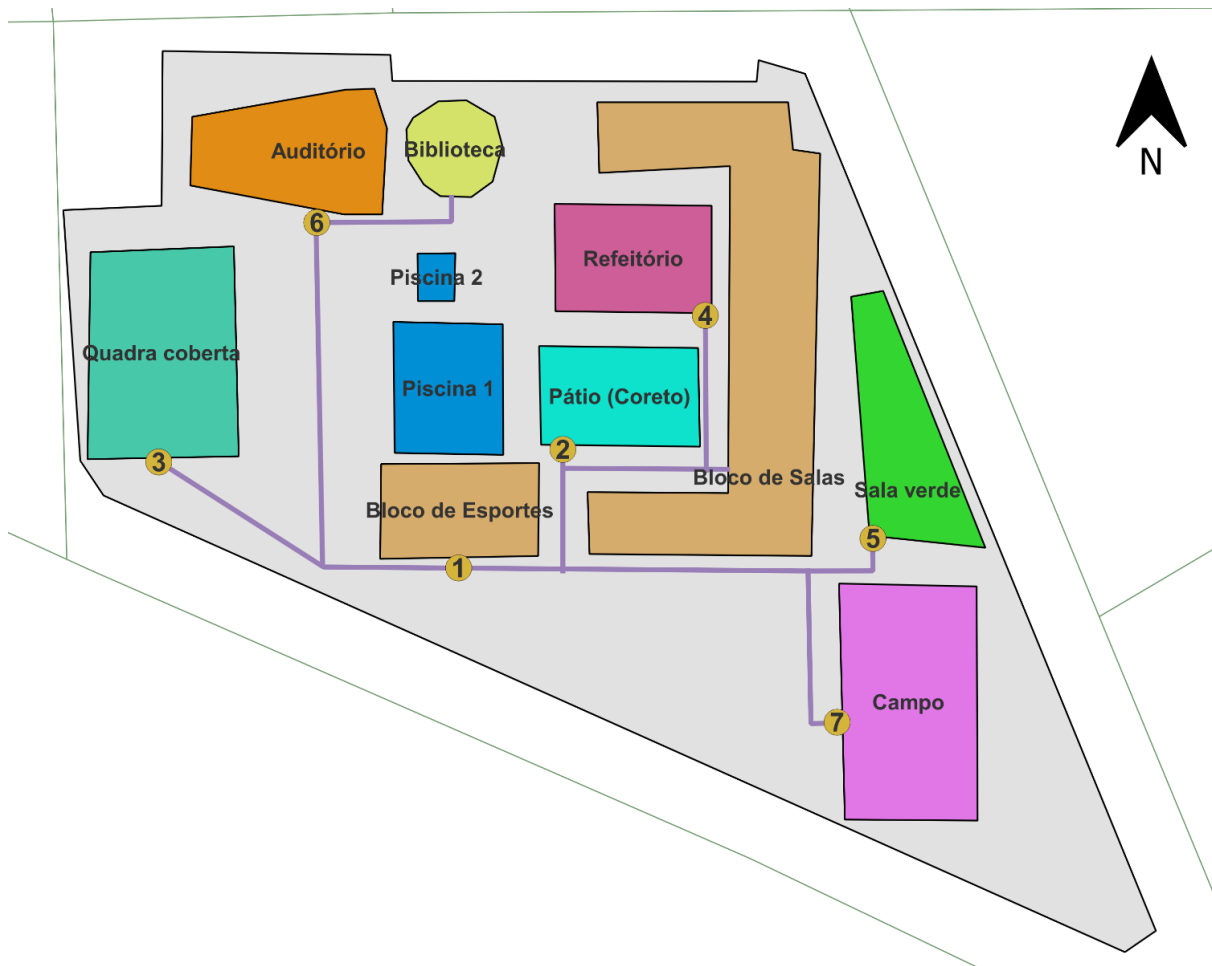 Auditório
Biblioteca
N
6
Refeitório
Piscina 2
4
Quadra coberta
Piscina 1
Pátio (Coreto)
2
3
Bloco de Salas
Sala verde
Bloco de Esportes
5
1
Campo
7